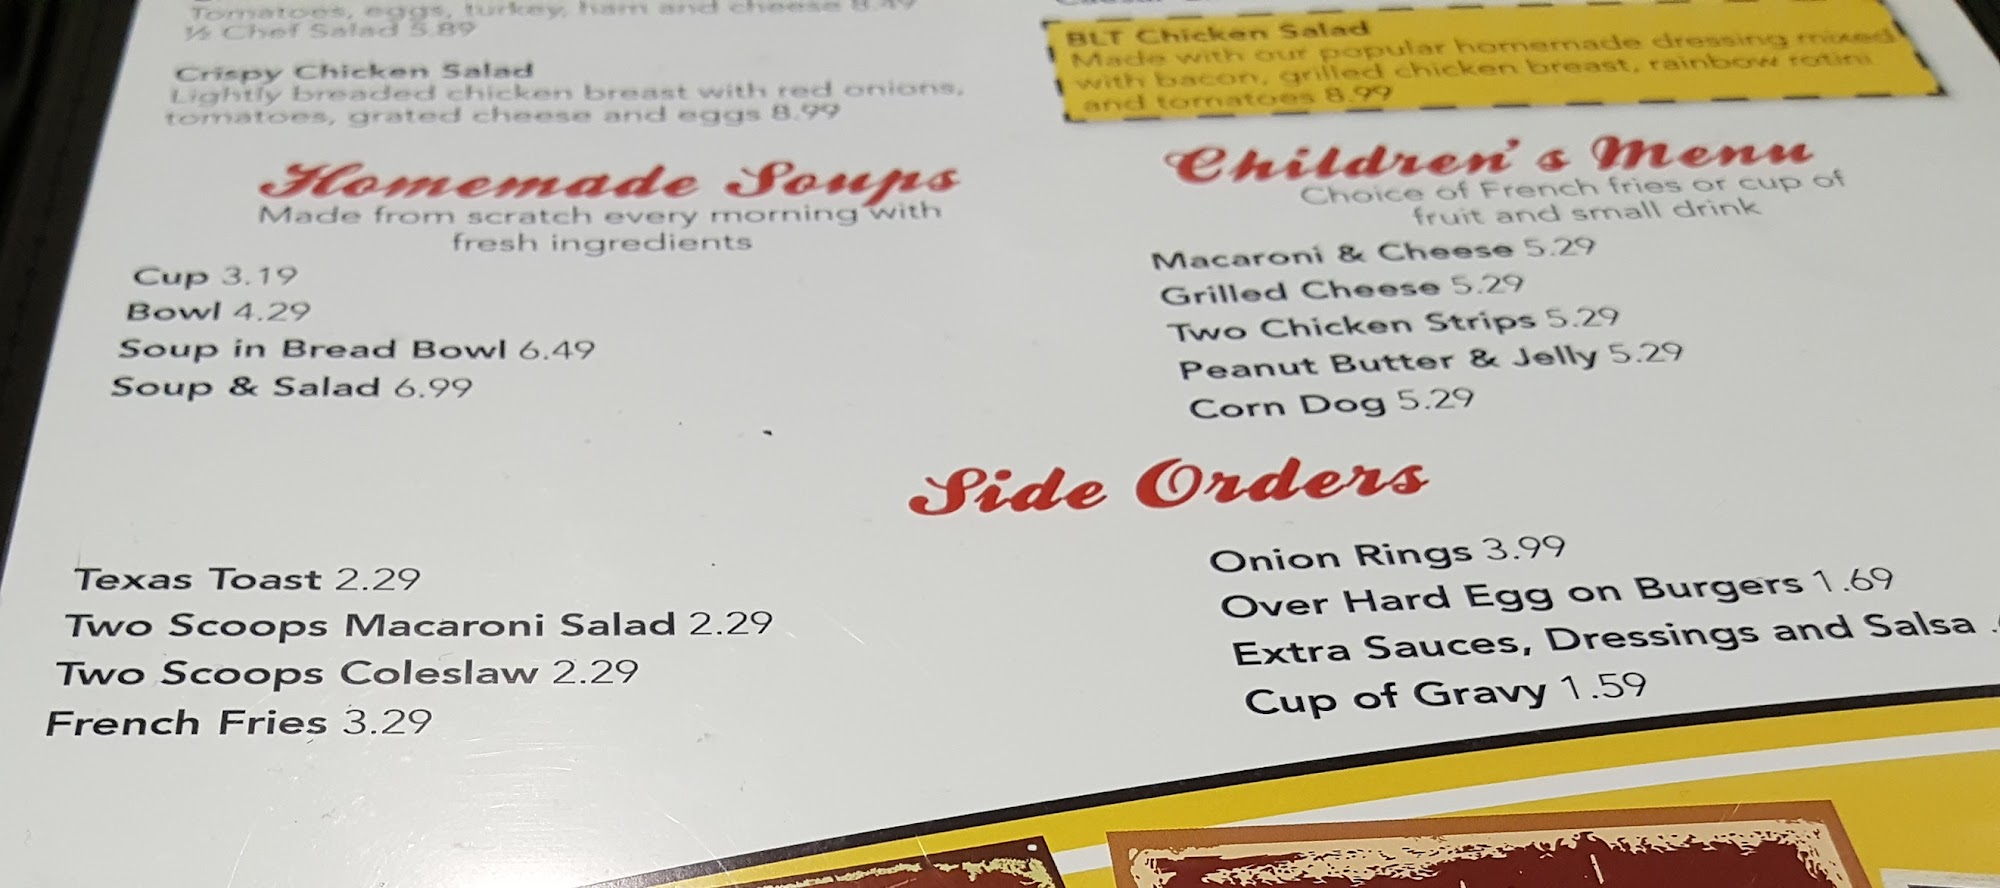 Tomatoes, eggs, turkey, ham and cheese 8.49
½ Chef Salad 5.89
Crispy Chicken Salad
Lightly breaded chicken breast with red onions,
tomatoes, grated cheese and eggs 8.99
Homemade Soups
Made from scratch every morning with
fresh ingredients
Cup 3.19
Bowl 4.29
Soup in Bread Bowl 6.49
Soup & Salad 6.99
BLT Chicken Salad
Made with our popular homemade dressing mixed
with bacon, grilled chicken breast, rainbow rotini
and tomatoes 8.99
Children's Menu
Choice of French fries or cup of
fruit and small drink
Macaroni & Cheese 5.29
Grilled Cheese 5.29
Two Chicken Strips 5.29
Peanut Butter & Jelly 5.29
Corn Dog 5.29
Side Orders
Texas Toast 2.29
Two Scoops Macaroni Salad 2.29
Two Scoops Coleslaw 2.29
French Fries 3.29
Onion Rings 3.99
Over Hard Egg on Burgers 1.69
Extra Sauces, Dressings and Salsa
Cup of Gravy 1.59